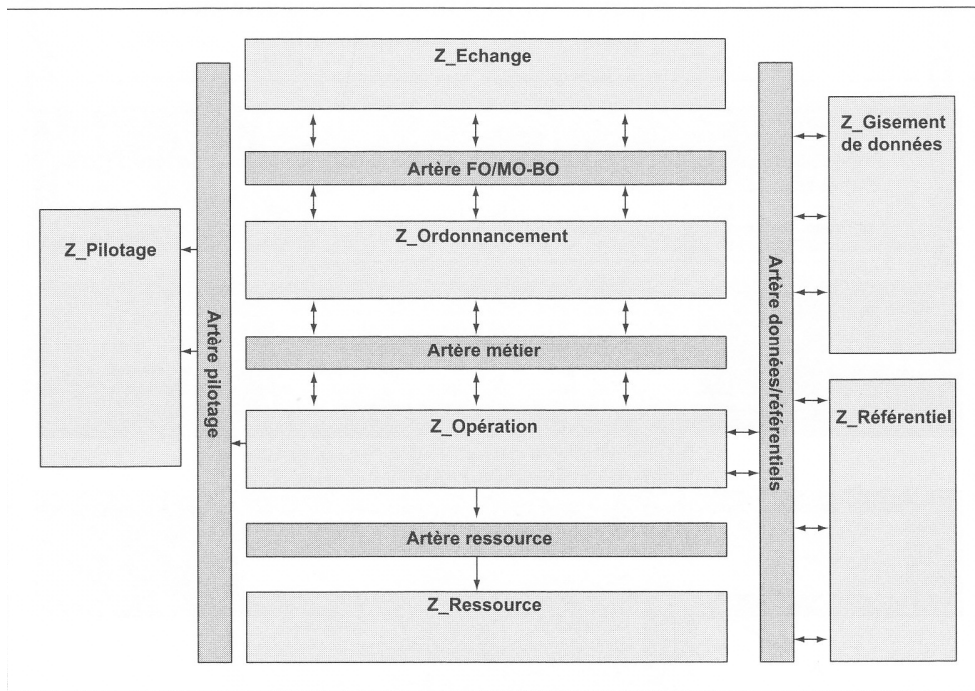 Z_Echange
Artère FO/MO-BO
Z_Ordonnancement
Artère métier
Z_Opération
Artère ressource
Z_Ressource
Z_Pilotage
Artère pilotage
Artère données/référentiels
Z_Gisement
de données
Z_Référentiel